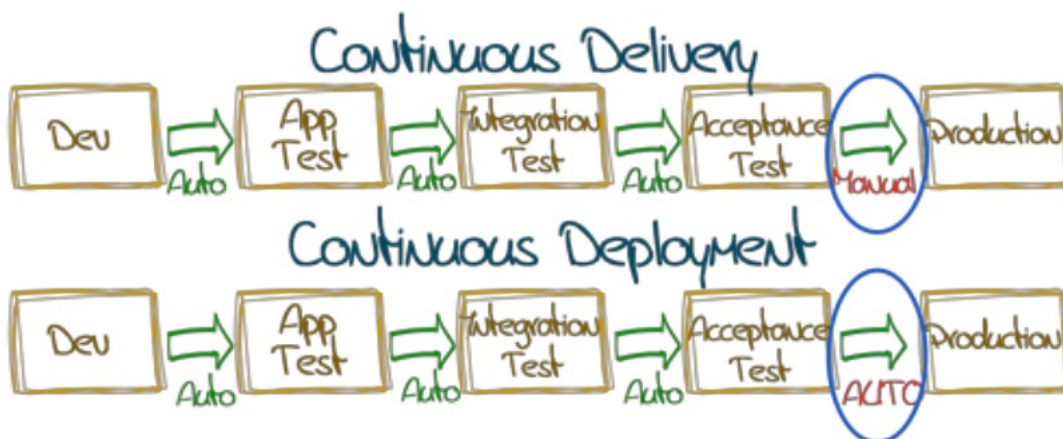 Continuous Delivery
Dev
App
Test
Integration
Test
Acceptance
Test
Production
Auto
Auto
Auto
Manual
Continuous Deployment
Dev
App
Test
Integration
Test
Acceptance
Test
Production
Auto
Auto
Auto
AUTO